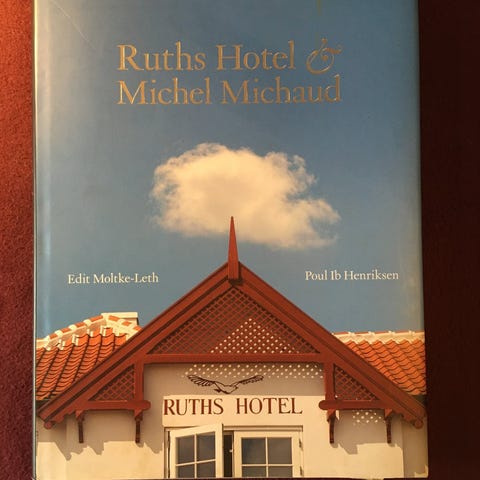 Ruths Hotel &
Michel Michaud
Edit Moltke-Leth
Poul Ib Henriksen
RUTHS HOTEL